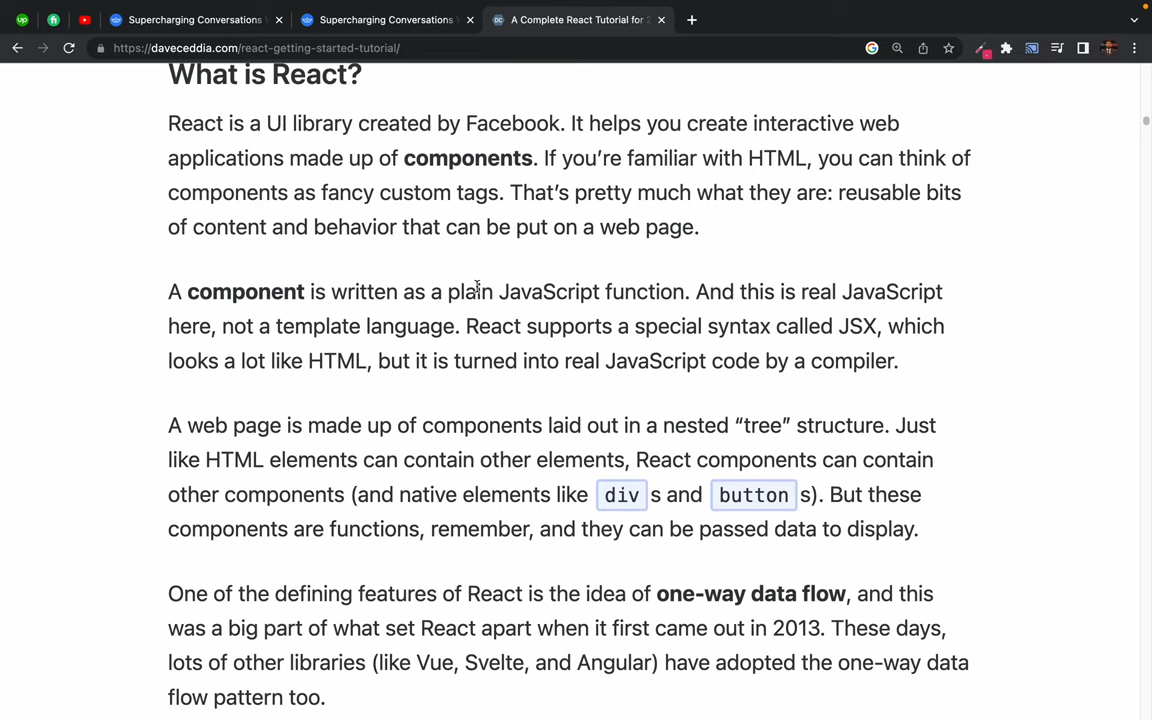 Supercharging Conversations
Supercharging Conversations
A Complete React Tutorial for 2
https://daveceddia.com/react-getting-started-tutorial/
What is React?
React is a UI library created by Facebook. It helps you create interactive web
applications made up of components. If you’re familiar with HTML, you can think of
components as fancy custom tags. That’s pretty much what they are: reusable bits
of content and behavior that can be put on a web page.
A component is written as a plain JavaScript function. And this is real JavaScript
here, not a template language. React supports a special syntax called JSX, which
looks a lot like HTML, but it is turned into real JavaScript code by a compiler.
A web page is made up of components laid out in a nested “tree” structure. Just
like HTML elements can contain other elements, React components can contain
other components (and native elements like div s and button s). But these
components are functions, remember, and they can be passed data to display.
One of the defining features of React is the idea of one-way data flow, and this
was a big part of what set React apart when it first came out in 2013. These days,
lots of other libraries (like Vue, Svelte, and Angular) have adopted the one-way data
flow pattern too.